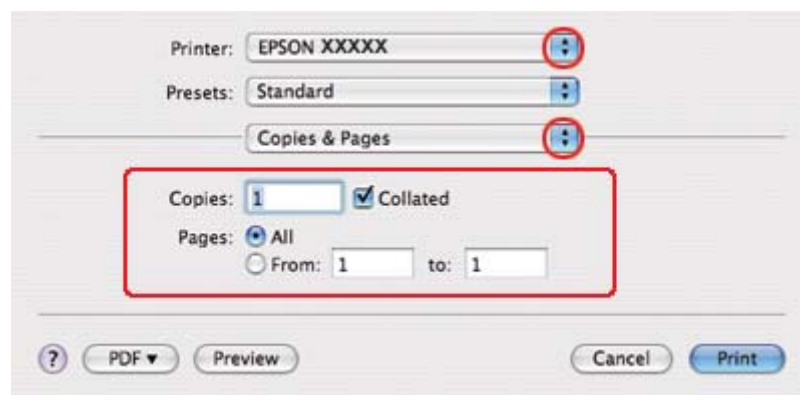 Printer: EPSON XXXXX
Presets: Standard
Copies & Pages
Copies: 1 Collated
Pages: All
From: 1 to: 1
? PDF ▼ Preview Cancel Print